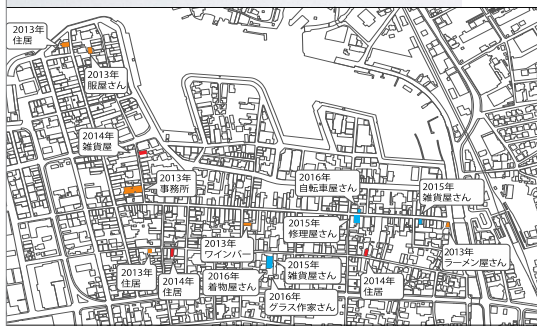 2013年
住居
2013年
服屋さん
2014年
雑貨屋
2013年
事務所
2016年
自転車屋さん
2015年
雑貨屋さん
2015年
修理屋さん
2013年
ワインバー
2013年
住居
2014年
住居
2016年
着物屋さん
2015年
雑貨屋さん
2016年
グラス作家さん
2014年
住居
2013年
ラーメン屋さん